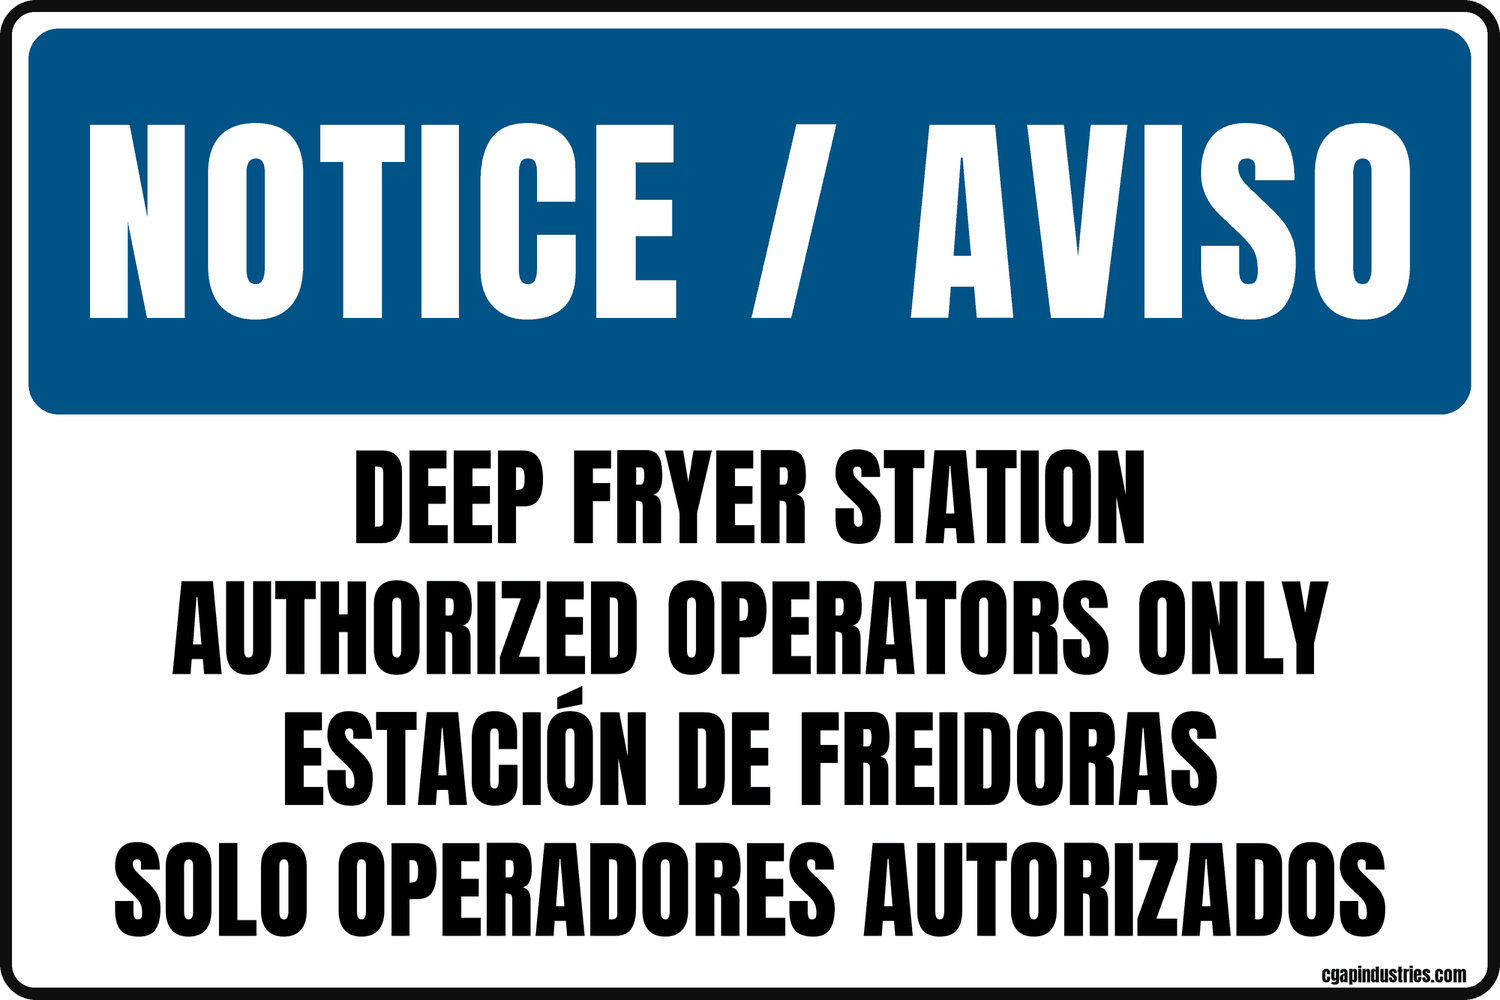 NOTICE / AVISO
DEEP FRYER STATION
AUTHORIZED OPERATORS ONLY
ESTACIÓN DE FREIDORAS
SOLO OPERADORES AUTORIZADOS
cgapindustries.com